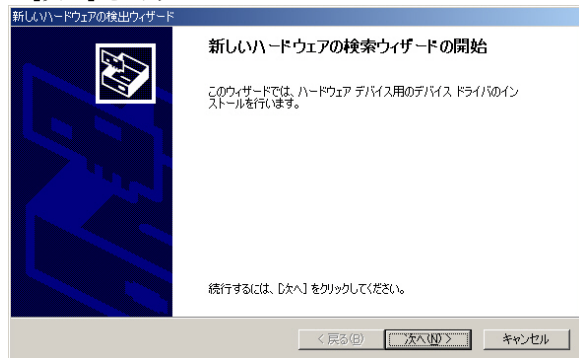 新しいハードウェアの検出ウィザード
新しいハードウェアの検索ウィザードの開始
このウィザードでは、ハードウェア デバイス用のデバイス ドライバのイン
ストールを行います。
続行するには、[次へ] をクリックしてください。
< 戻る(B)
次へ(N) >
キャンセル